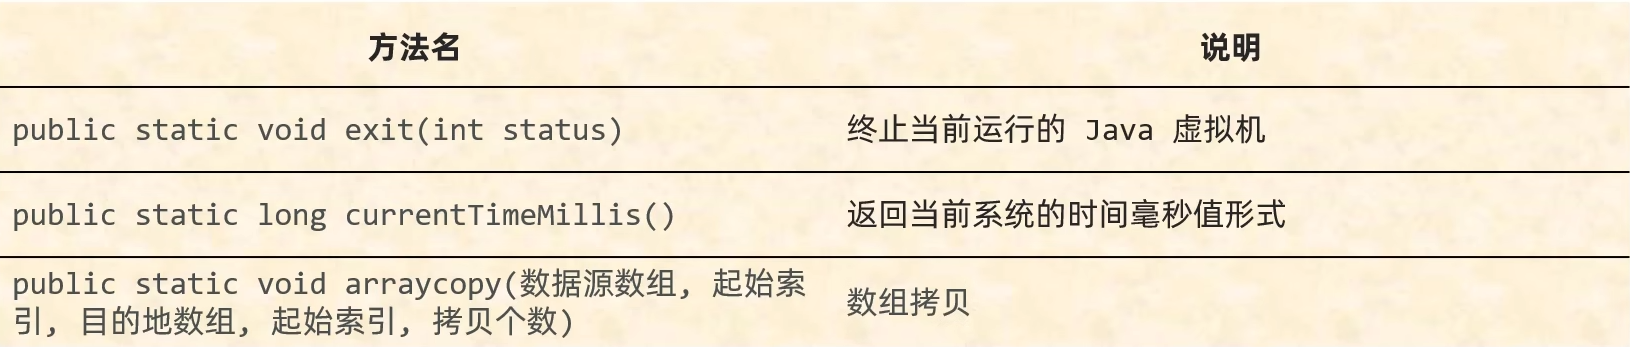 方法名 说明
public static void exit(int status) 终止当前运行的 Java 虚拟机
public static long currentTimeMillis() 返回当前系统的时间毫秒值形式
public static void arraycopy(数据源数组, 起始索
引, 目的地数组, 起始索引, 拷贝个数)
数组拷贝